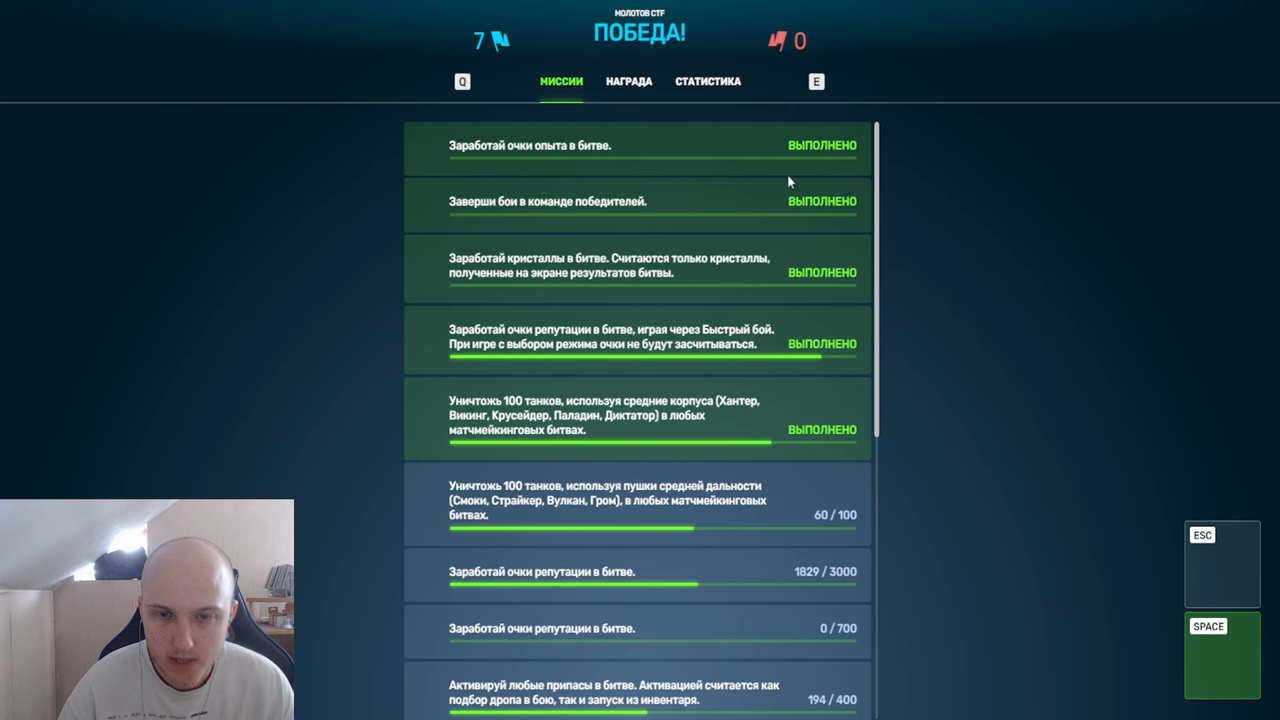 МОЛОТОВ CTF
7
ПОБЕДА!
0
Q
МИССИИ
НАГРАДА
СТАТИСТИКА
E
Заработай очки опыта в битве.
ВЫПОЛНЕНО
Заверши бои в команде победителей.
ВЫПОЛНЕНО
Заработай кристаллы в битве. Считаются только кристаллы,
полученные на экране результатов битвы.
ВЫПОЛНЕНО
Заработай очки репутации в битве, играя через Быстрый бой.
При игре с выбором режима очки не будут засчитываться.
ВЫПОЛНЕНО
Уничтожь 100 танков, используя средние корпуса (Хантер,
Викинг, Крусейдер, Паладин, Диктатор) в любых
матчмейкинговых битвах.
ВЫПОЛНЕНО
Уничтожь 100 танков, используя пушки средней дальности
(Смоки, Страйкер, Вулкан, Гром), в любых матчмейкинговых
битвах.
60 / 100
Заработай очки репутации в битве.
1829 / 3000
Заработай очки репутации в битве.
0 / 700
Активируй любые припасы в битве. Активацией считается как
подбор дропа в бою, так и запуск из инвентаря.
194 / 400
ESC
SPACE